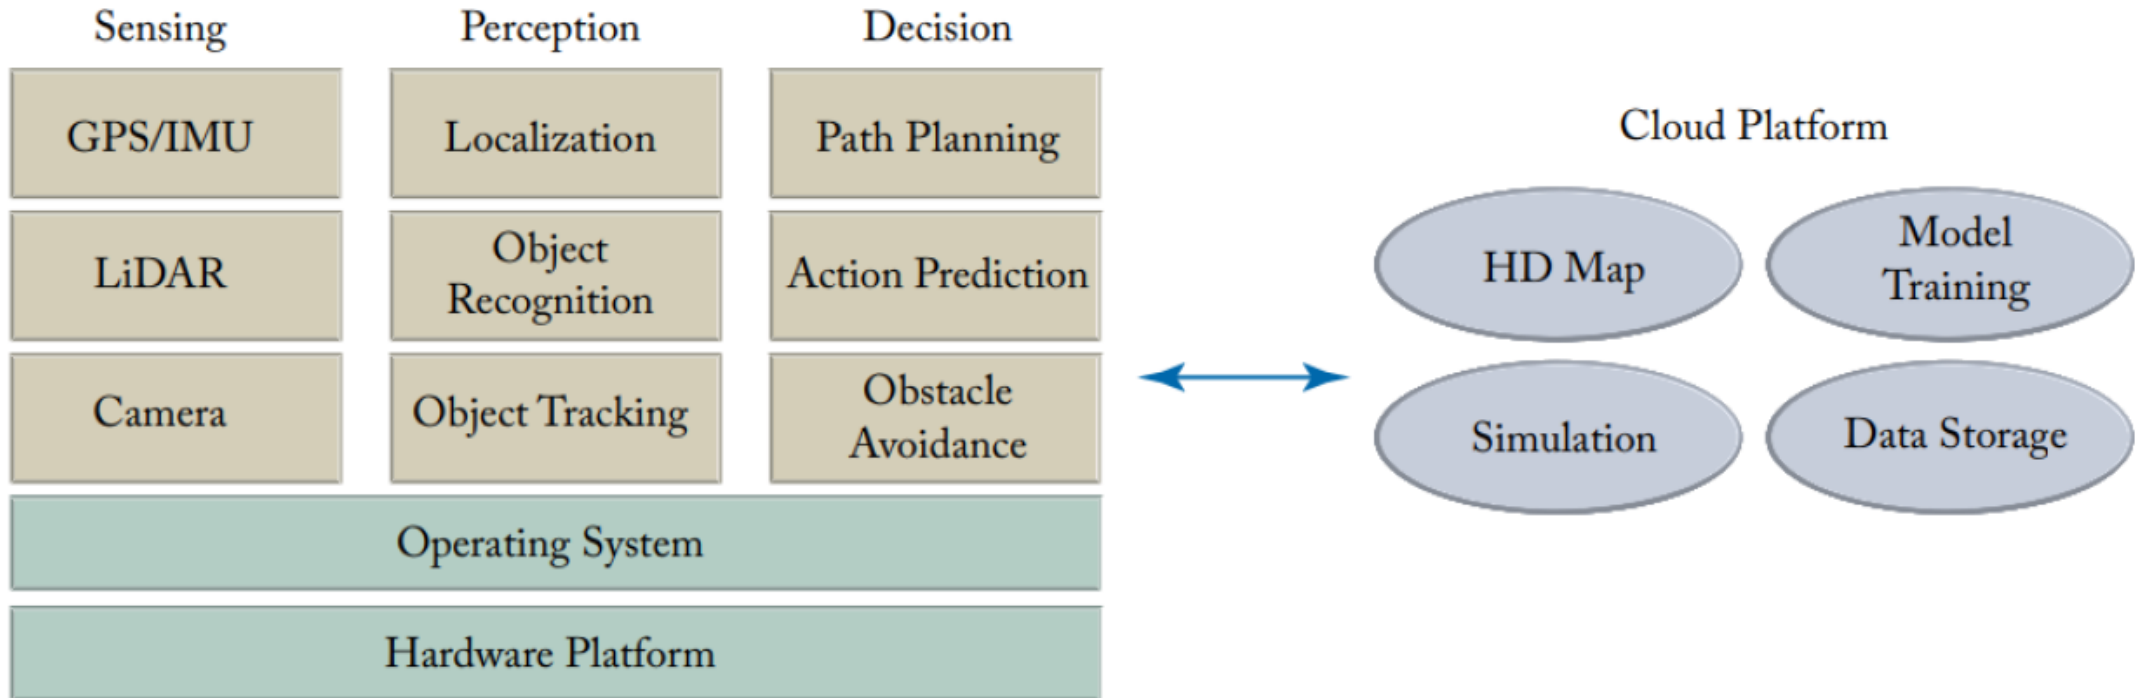 Sensing
Perception
Decision
GPS/IMU
Localization
Path Planning
LiDAR
Object
Recognition
Action Prediction
Camera
Object Tracking
Obstacle
Avoidance
Operating System
Hardware Platform
Cloud Platform
HD Map
Model
Training
Simulation
Data Storage